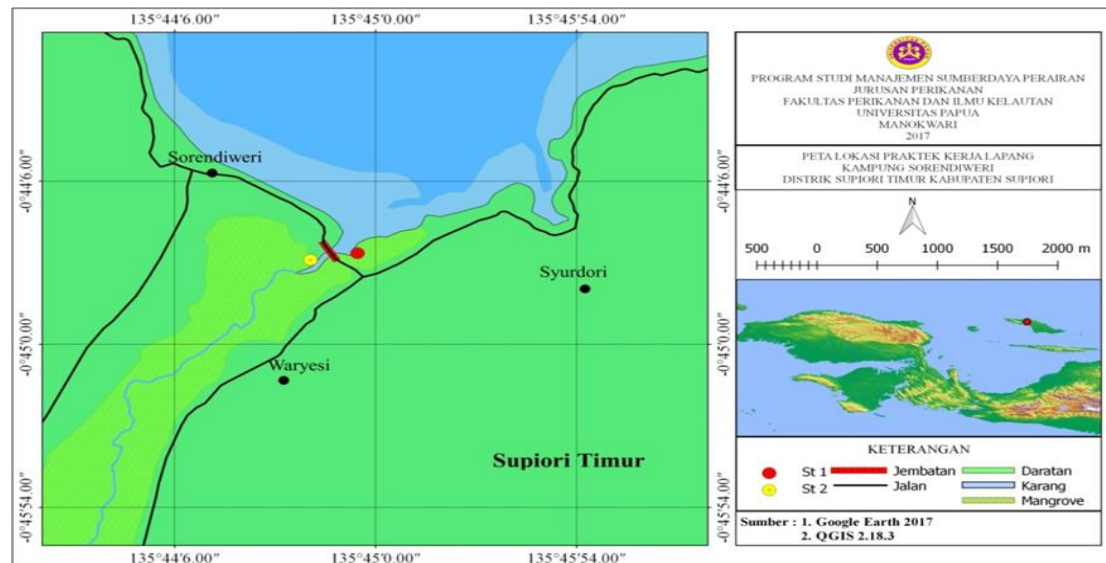 135°44'6.00" 135°45'0.00" 135°45'54.00"
-0°44'6.00" -0°44'6.00"
-0°45'0.00" -0°45'0.00"
-0°45'54.00" -0°45'54.00"
Sorendiweri
Syurdori
Waryesi
Supiori Timur
135°44'6.00" 135°45'0.00" 135°45'54.00"
PROGRAM STUDI MANAJEMEN SUMBERDAYA PERAIRAN
JURUSAN PERIKANAN
FAKULTAS PERIKANAN DAN ILMU KELAUTAN
UNIVERSITAS PAPUA
MANOKWARI
2017
PETA LOKASI PRAKTEK KERJA LAPANG
KAMPUNG SORENDIWERI
DISTRIK SUPIORI TIMUR KABUPATEN SUPIORI
N
500 0 500 1000 1500 2000 m
KETERANGAN
St 1 Jembatan Daratan
St 2 Jalan Karang
Mangrove
Sumber : 1. Google Earth 2017
2. QGIS 2.18.3